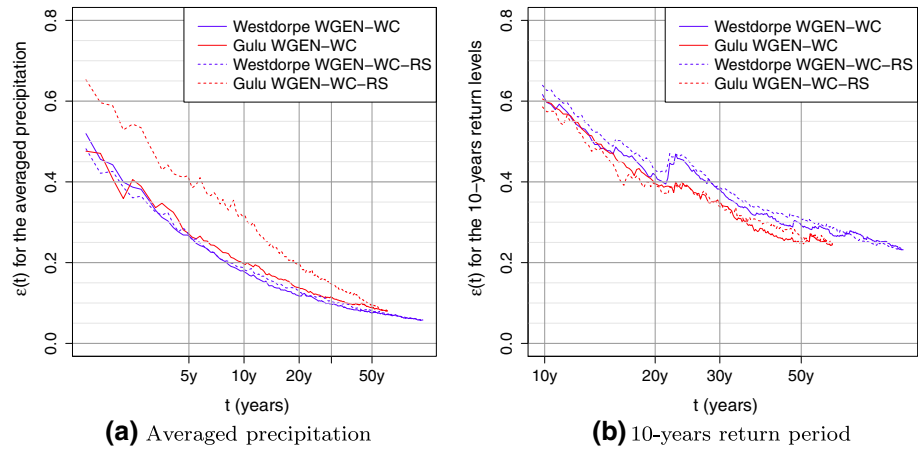 ε(t) for the averaged precipitation
0.8
0.6
0.4
0.2
0.0
Westdorpe WGEN−WC
Gulu WGEN−WC
Westdorpe WGEN−WC−RS
Gulu WGEN−WC−RS
5y 10y 20y 30y 50y
t (years)
(a) Averaged precipitation
ε(t) for the 10−years return levels
0.8
0.6
0.4
0.2
0.0
Westdorpe WGEN−WC
Gulu WGEN−WC
Westdorpe WGEN−WC−RS
Gulu WGEN−WC−RS
10y 20y 30y 50y
t (years)
(b) 10-years return period